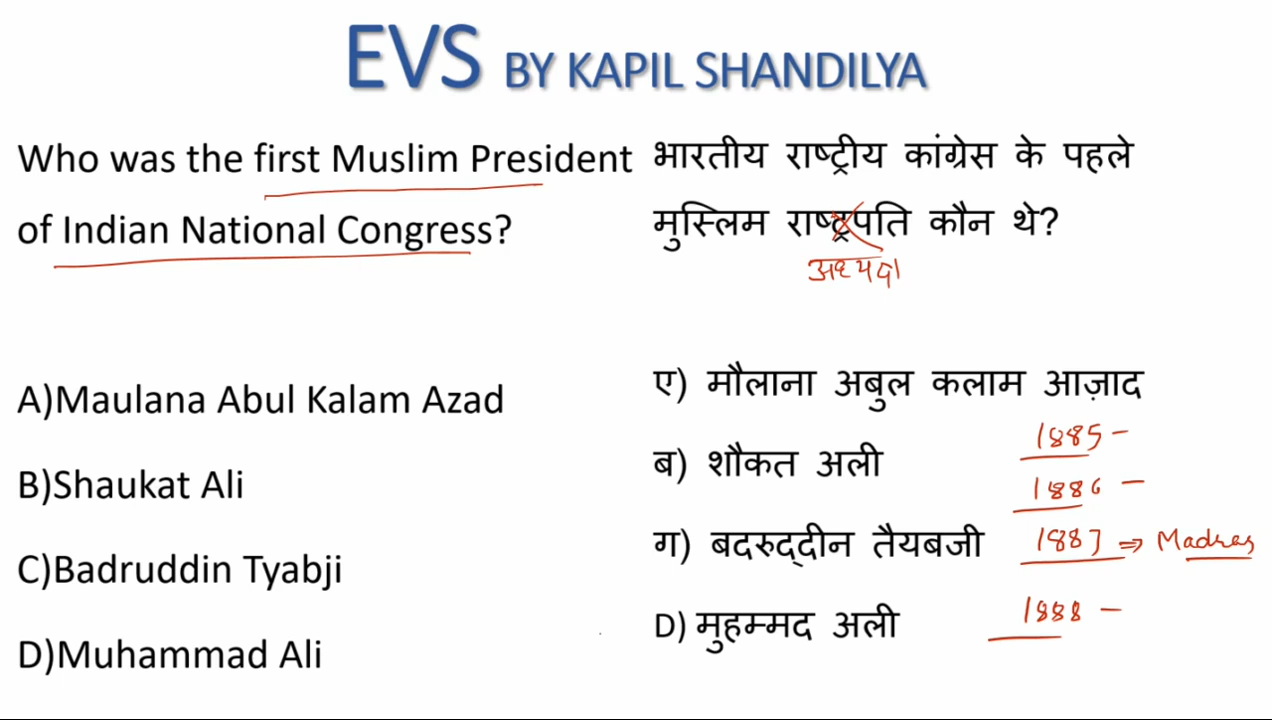 EVS BY KAPIL SHANDILYA
Who was the first Muslim President
of Indian National Congress?
भारतीय राष्ट्रीय कांग्रेस के पहले
मुस्लिम राष्ट्रपति कौन थे?
अध्यक्ष
A)Maulana Abul Kalam Azad
B)Shaukat Ali
C)Badruddin Tyabji
D)Muhammad Ali
ए) मौलाना अबुल कलाम आज़ाद
ब) शौकत अली
ग) बदरुद्दीन तैयबजी
D) मुहम्मद अली
1885 –
1886 –
1887 ⇒ Madras
1888 –